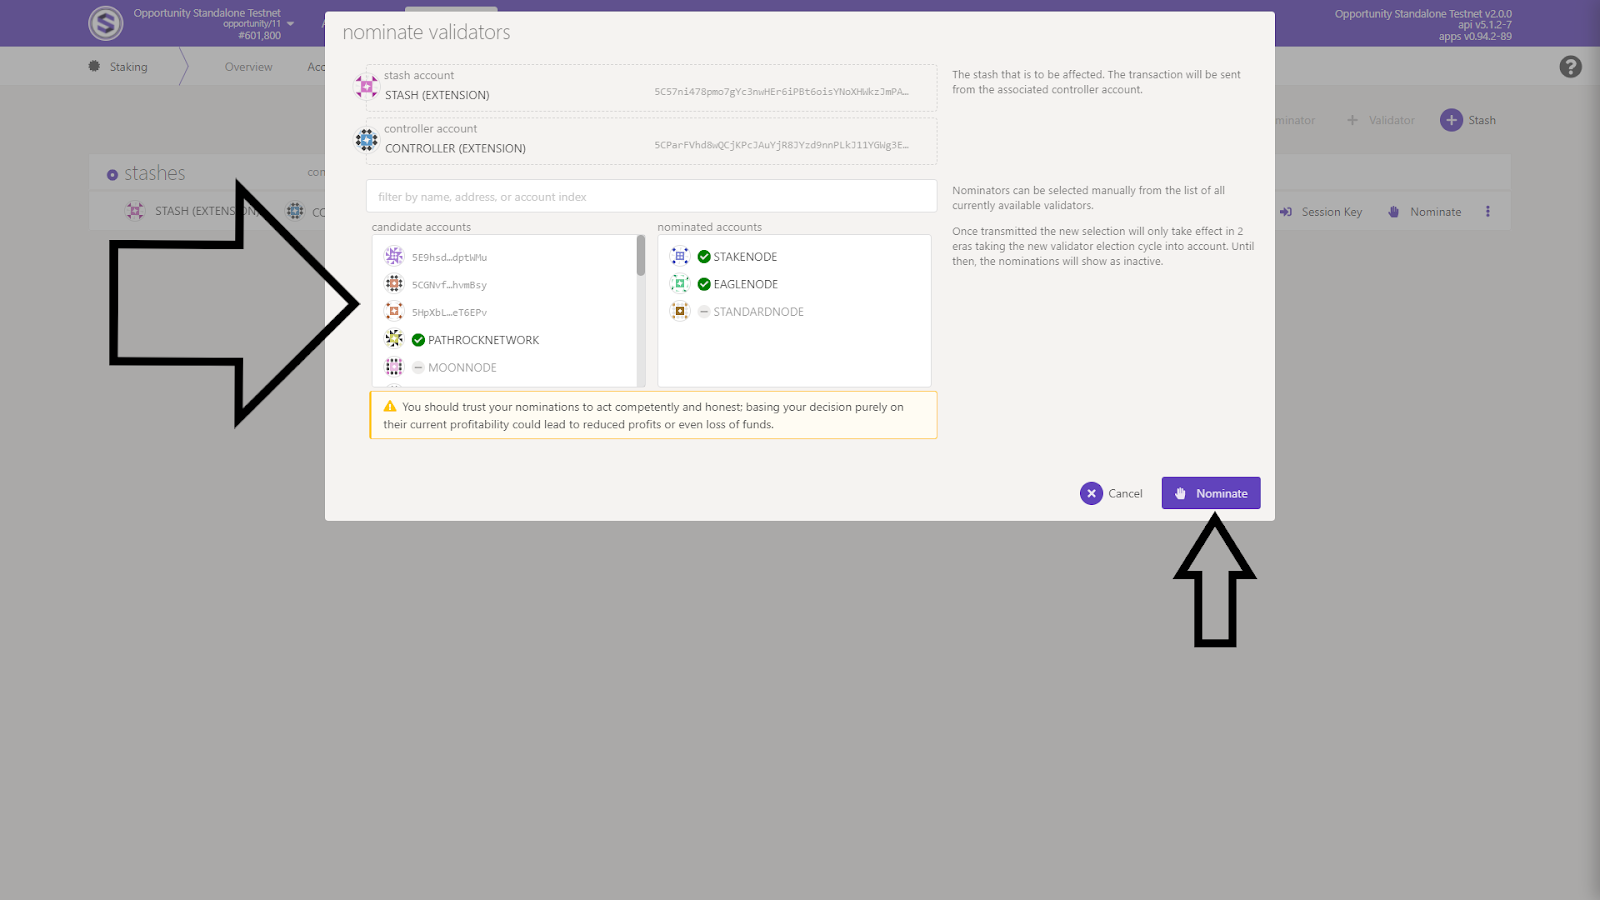 Opportunity Standalone Testnet
opportunity/11
#601,800
Opportunity Standalone Testnet v2.0.0
api v5.1.2-7
apps v0.94.2-89
Staking
Overview
nominate validators
stash account
STASH (EXTENSION)
5C57ni478pmo7gYc3nwHEr6iPBt6oisYNoXHWkzJmPA…
The stash that is to be affected. The transaction will be sent
from the associated controller account.
controller account
CONTROLLER (EXTENSION)
5CParFVhd8wQCjKPcJAuYjR8JYzd9nnPLkJ11YGWg3E…
Validator
Stash
stashes
STASH (EXTENSION)
Session Key
Nominate
filter by name, address, or account index
Nominators can be selected manually from the list of all
currently available validators.
Once transmitted the new selection will only take effect in 2
eras taking the new validator election cycle into account. Until
then, the nominations will show as inactive.
candidate accounts
5E9hsd…dptWMu
5CGNvf…hvmBsy
5HpXbL…eT6EPv
PATHROCKNETWORK
MOONNODE
nominated accounts
STAKENODE
EAGLENODE
STANDARDNODE
You should trust your nominations to act competently and honest; basing your decision purely on
their current profitability could lead to reduced profits or even loss of funds.
Cancel
Nominate